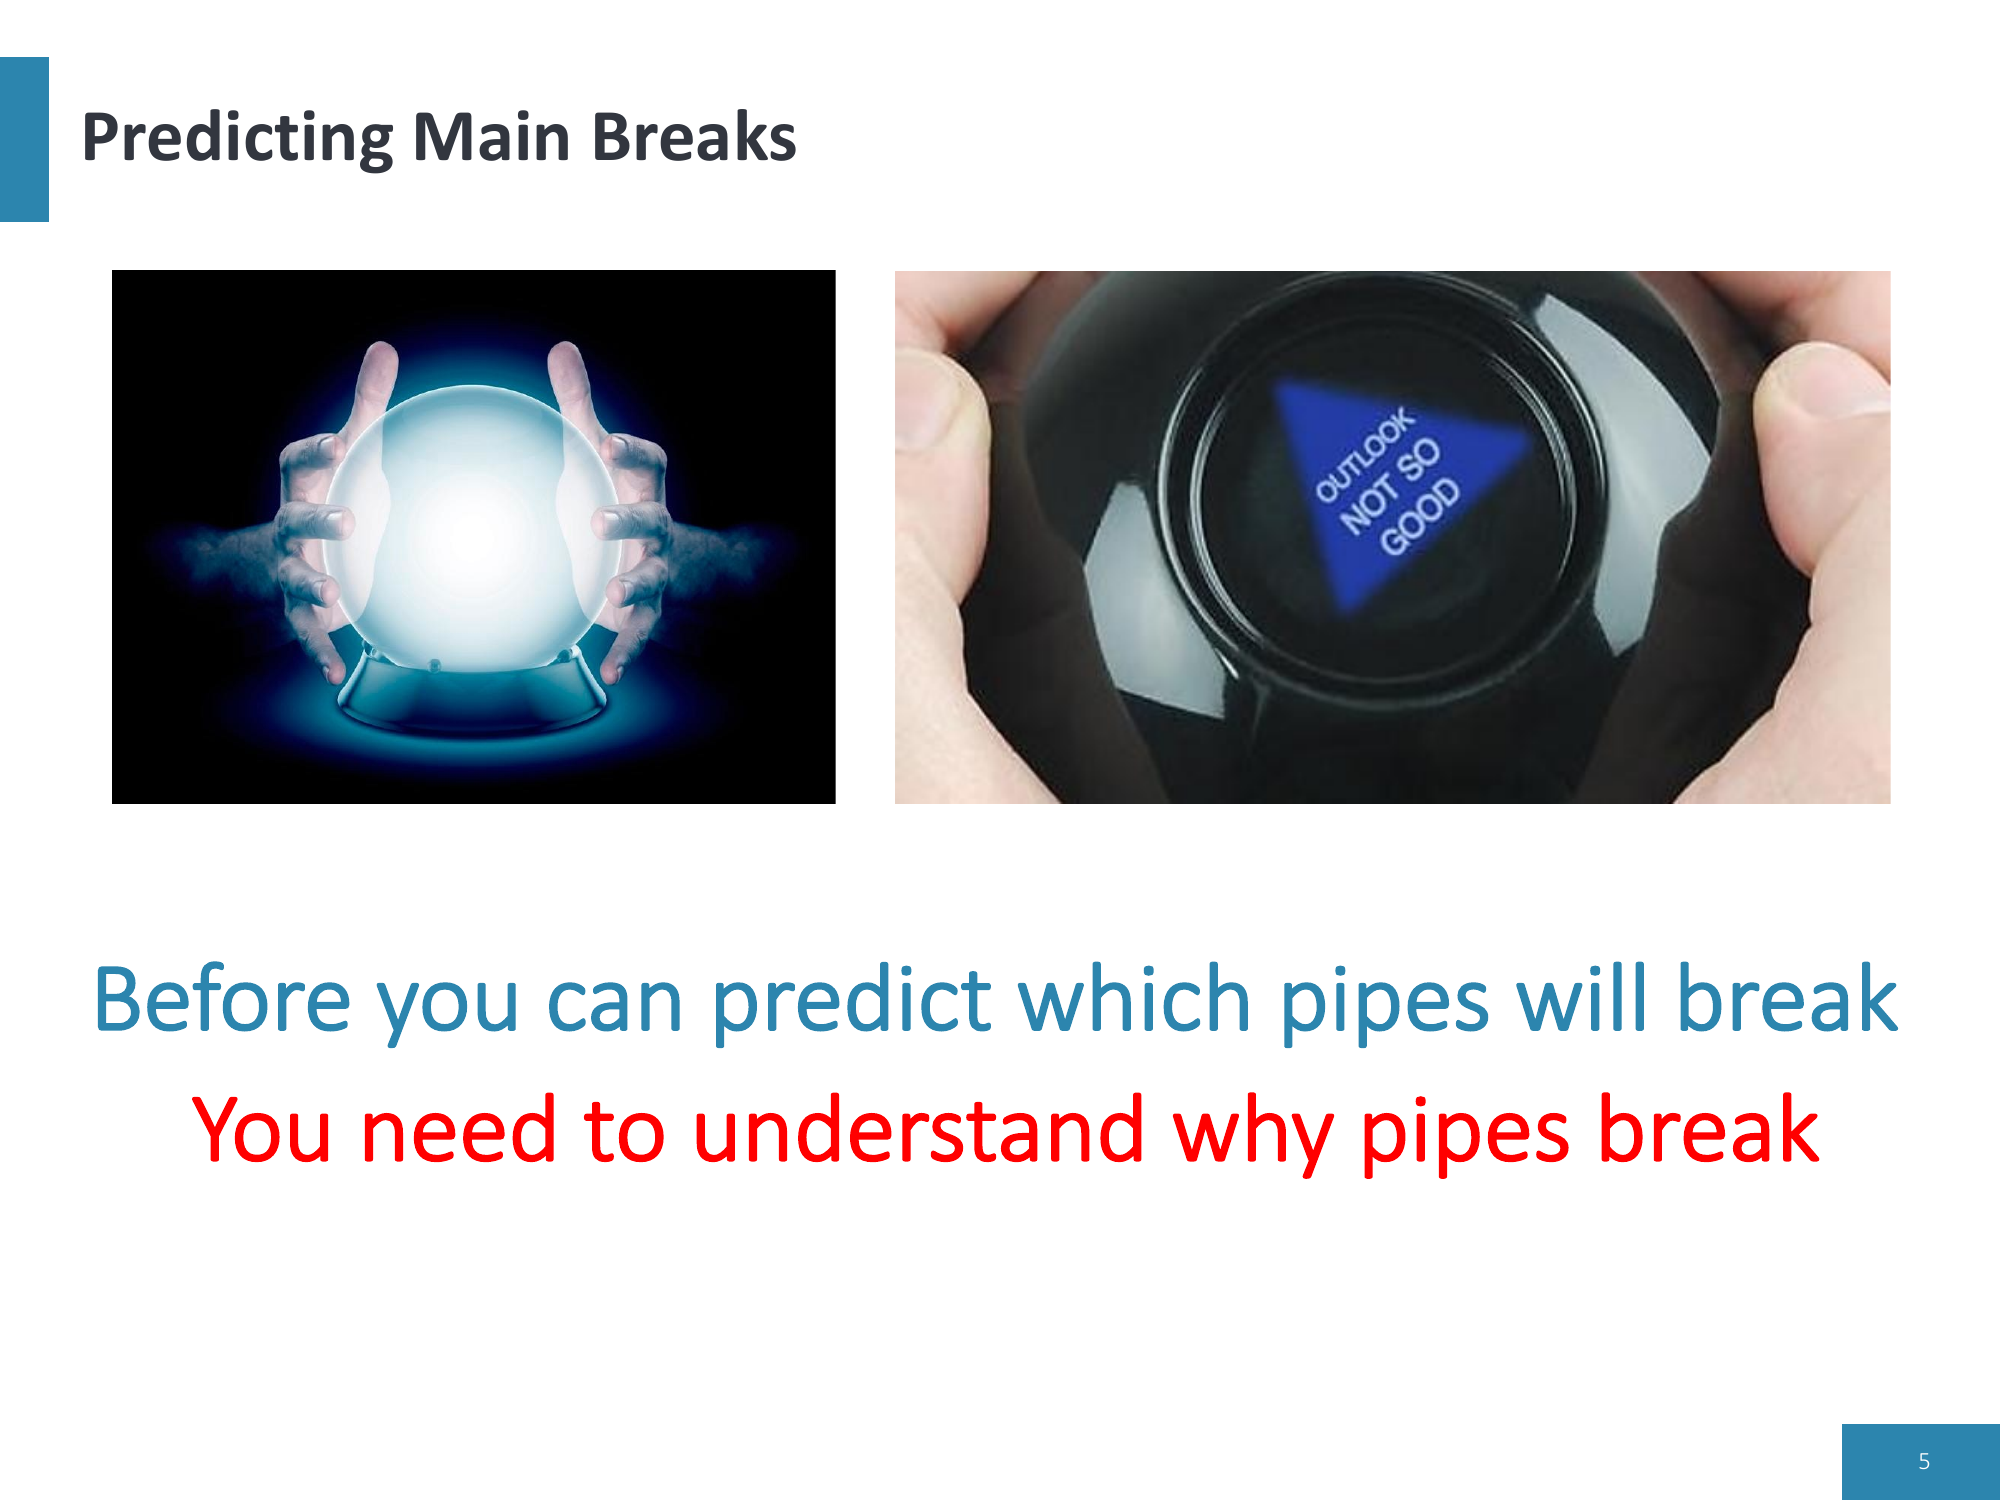 Predicting Main Breaks
OUTLOOK
NOT SO
GOOD
Before you can predict which pipes will break
You need to understand why pipes break
5